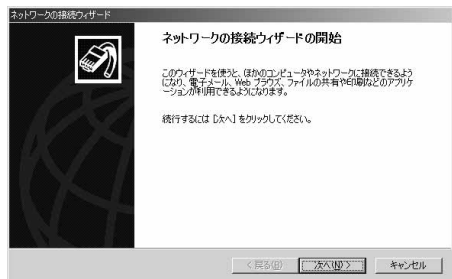 ネットワークの接続ウィザード
ネットワークの接続ウィザードの開始
このウィザードを使うと、ほかのコンピュータやネットワークに接続できるよう
になり、電子メール、Web ブラウズ、ファイルの共有や印刷などのアプリケ
ーションが利用できるようになります。
続行するには [次へ] をクリックしてください。
< 戻る(B) 次へ(N) > キャンセル